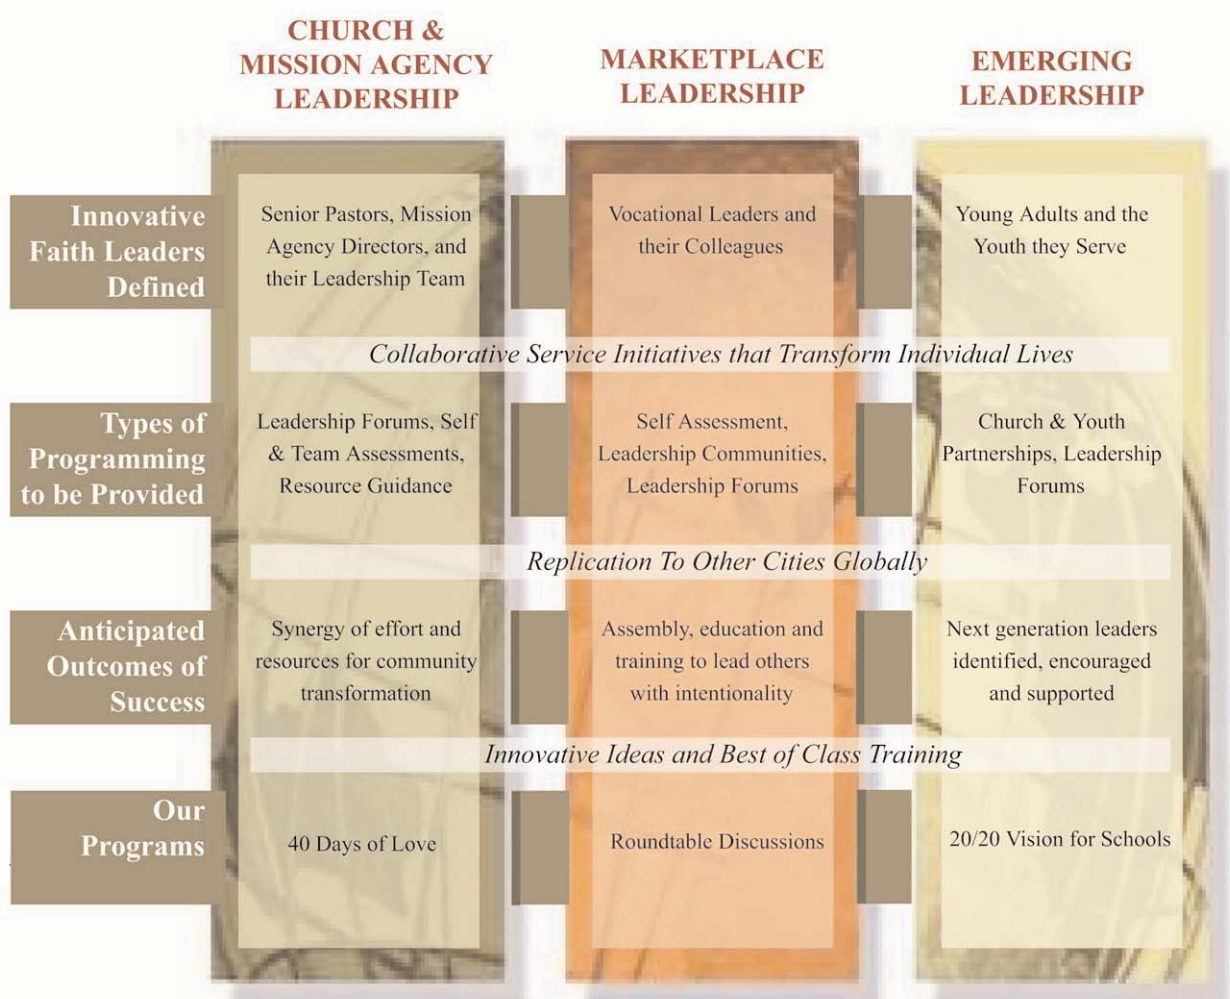 CHURCH &
MISSION AGENCY
LEADERSHIP
MARKETPLACE
LEADERSHIP
EMERGING
LEADERSHIP
Innovative
Faith Leaders
Defined
Senior Pastors, Mission
Agency Directors, and
their Leadership Team
Vocational Leaders and
their Colleagues
Young Adults and the
Youth they Serve
Collaborative Service Initiatives that Transform Individual Lives
Types of
Programming
to be Provided
Leadership Forums, Self
& Team Assessments,
Resource Guidance
Self Assessment,
Leadership Communities,
Leadership Forums
Church & Youth
Partnerships, Leadership
Forums
Replication To Other Cities Globally
Anticipated
Outcomes of
Success
Synergy of effort and
resources for community
transformation
Assembly, education and
training to lead others
with intentionality
Next generation leaders
identified, encouraged
and supported
Innovative Ideas and Best of Class Training
Our
Programs
40 Days of Love
Roundtable Discussions
20/20 Vision for Schools